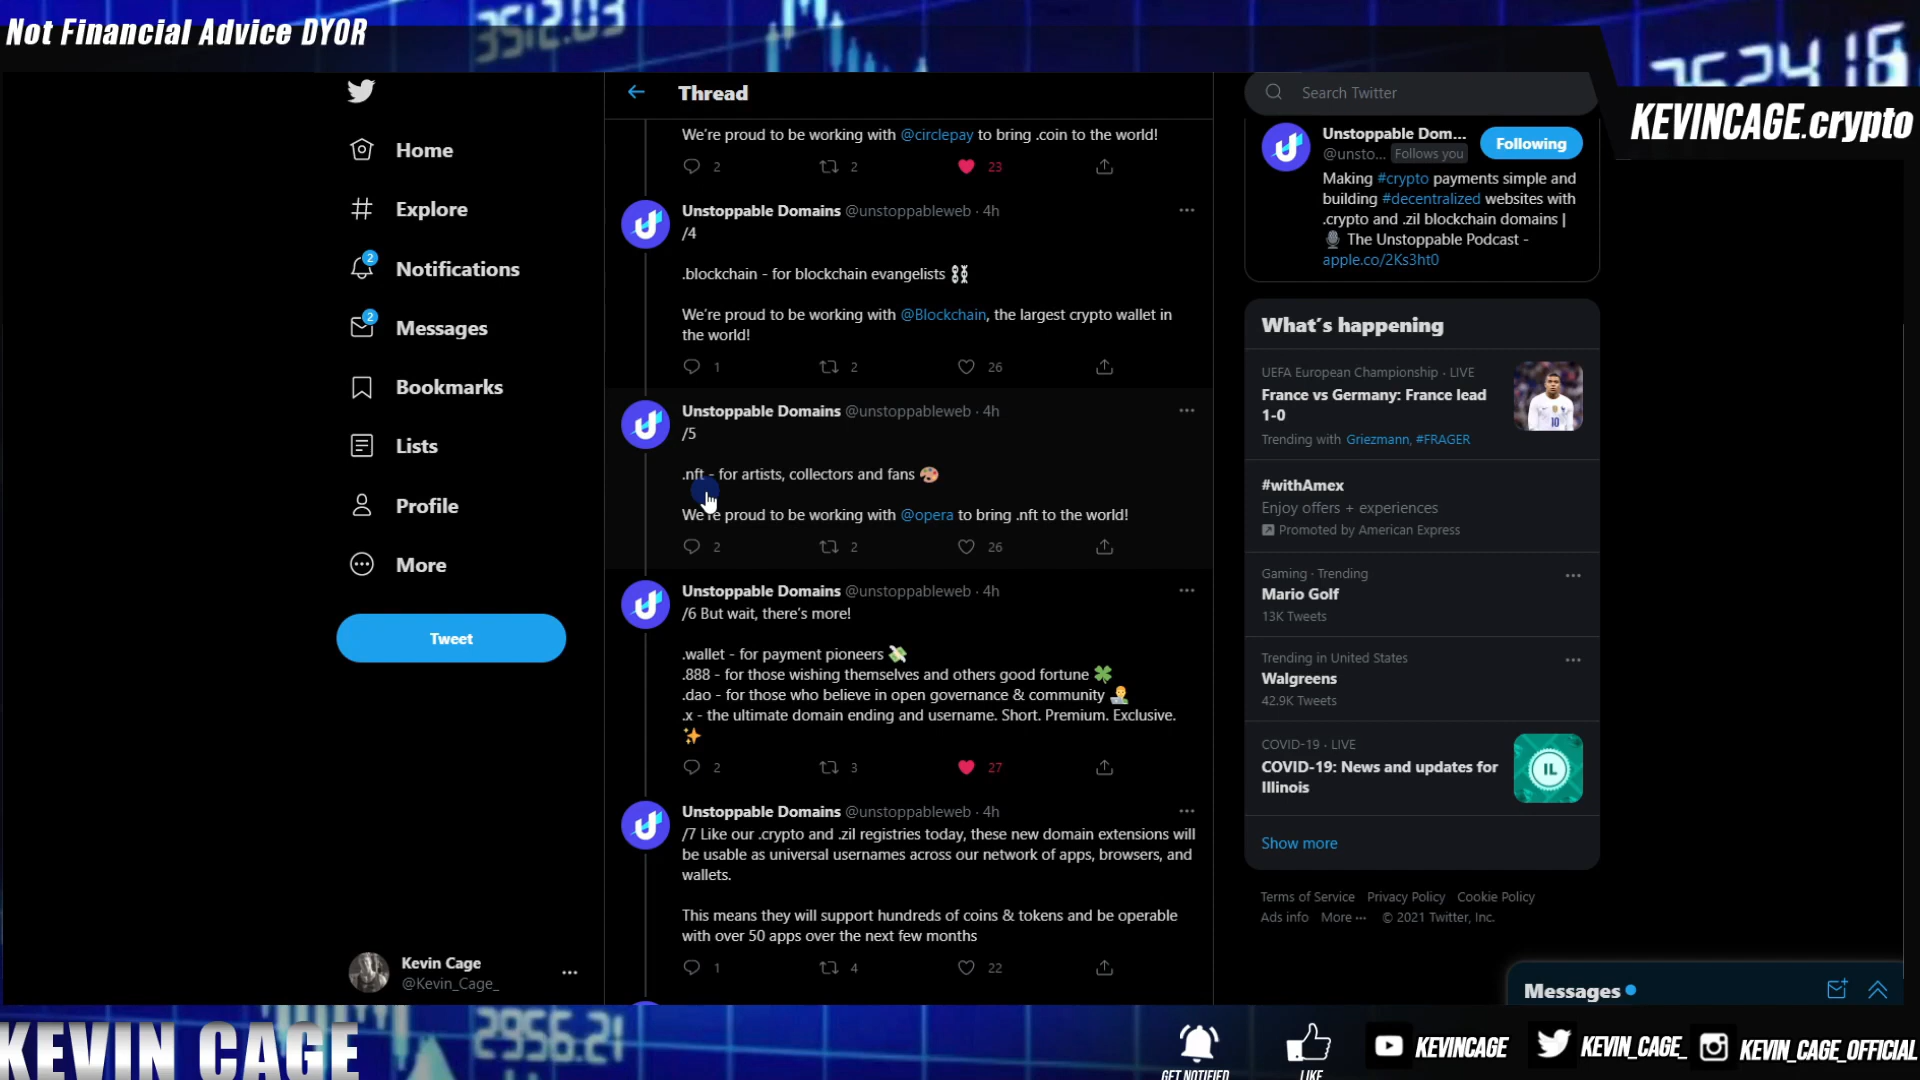 Not Financial Advice DYOR
3512.03
352416
KEVINCAGE.crypto
Home
Explore
2
Notifications
2
Messages
Bookmarks
Lists
Profile
More
Tweet
Kevin Cage
@Kevin_Cage_
Thread
We're proud to be working with @circlepay to bring .coin to the world!
2 2 23
Unstoppable Domains @unstoppableweb · 4h
/4
.blockchain - for blockchain evangelists ⛓️
We're proud to be working with @Blockchain, the largest crypto wallet in
the world!
1 2 26
Unstoppable Domains @unstoppableweb · 4h
/5
.nft - for artists, collectors and fans 🎨
We're proud to be working with @opera to bring .nft to the world!
2 2 26
Unstoppable Domains @unstoppableweb · 4h
/6 But wait, there's more!
.wallet - for payment pioneers 💸
.888 - for those wishing themselves and others good fortune 🍀
.dao - for those who believe in open governance & community 👨‍💻
.x - the ultimate domain ending and username. Short. Premium. Exclusive.
✨
2 3 27
Unstoppable Domains @unstoppableweb · 4h
/7 Like our .crypto and .zil registries today, these new domain extensions will
be usable as universal usernames across our network of apps, browsers, and
wallets.
This means they will support hundreds of coins & tokens and be operable
with over 50 apps over the next few months
1 4 22
Search Twitter
Unstoppable Dom...
@unsto... Follows you
Following
Making #crypto payments simple and
building #decentralized websites with
.crypto and .zil blockchain domains |
🎙️ The Unstoppable Podcast -
apple.co/2Ks3ht0
What's happening
UEFA European Championship · LIVE
France vs Germany: France lead
1-0
Trending with Griezmann, #FRAGER
#withAmex
Enjoy offers + experiences
Promoted by American Express
Gaming · Trending
Mario Golf
13K Tweets
Trending in United States
Walgreens
42.9K Tweets
COVID-19 · LIVE
COVID-19: News and updates for
Illinois
IL
Show more
Terms of Service Privacy Policy Cookie Policy
Ads info More ··· © 2021 Twitter, Inc.
Messages
KEVIN CAGE
2956.21
GET NOTIFIED
LIKE
KEVINCAGE
KEVIN_CAGE_
KEVIN_CAGE_OFFICIAL